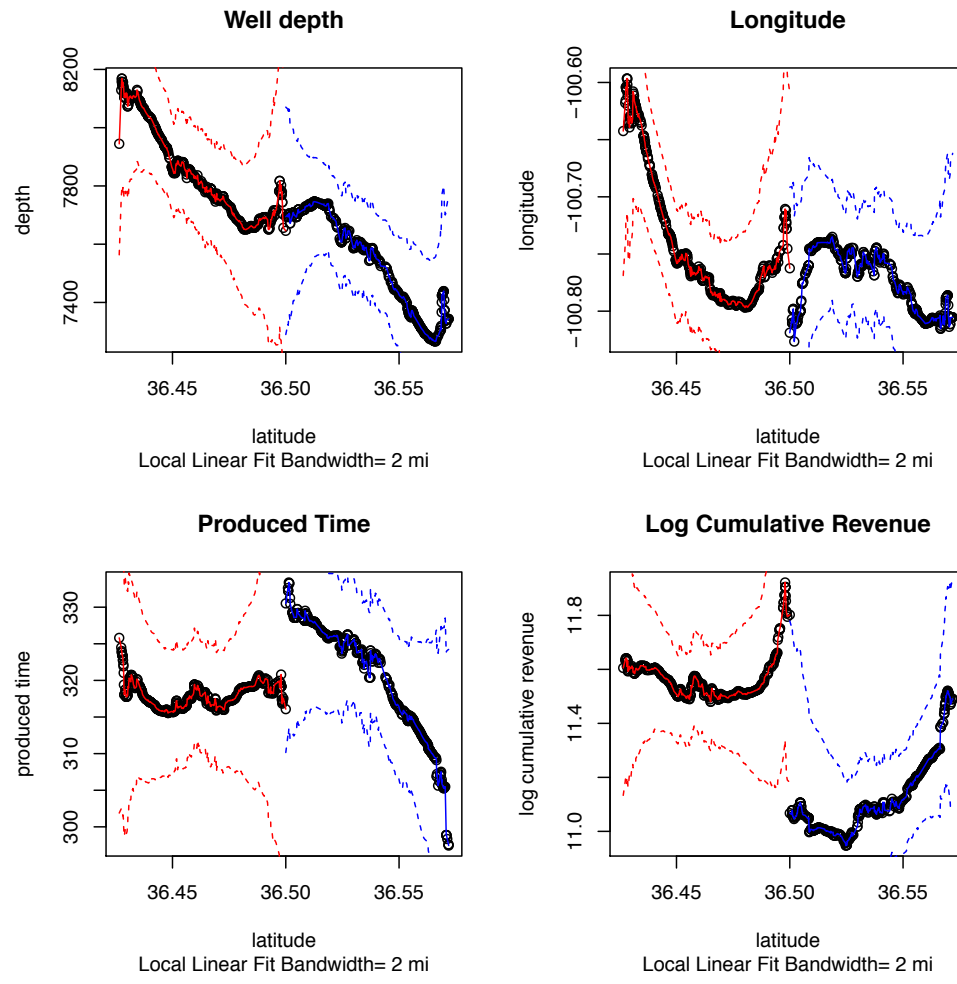 Well depth
depth
8200
7800
7400
36.45 36.50 36.55
latitude
Local Linear Fit Bandwidth= 2 mi
Longitude
longitude
−100.60
−100.70
−100.80
36.45 36.50 36.55
latitude
Local Linear Fit Bandwidth= 2 mi
Produced Time
produced time
330
320
310
300
36.45 36.50 36.55
latitude
Local Linear Fit Bandwidth= 2 mi
Log Cumulative Revenue
log cumulative revenue
11.8
11.4
11.0
36.45 36.50 36.55
latitude
Local Linear Fit Bandwidth= 2 mi